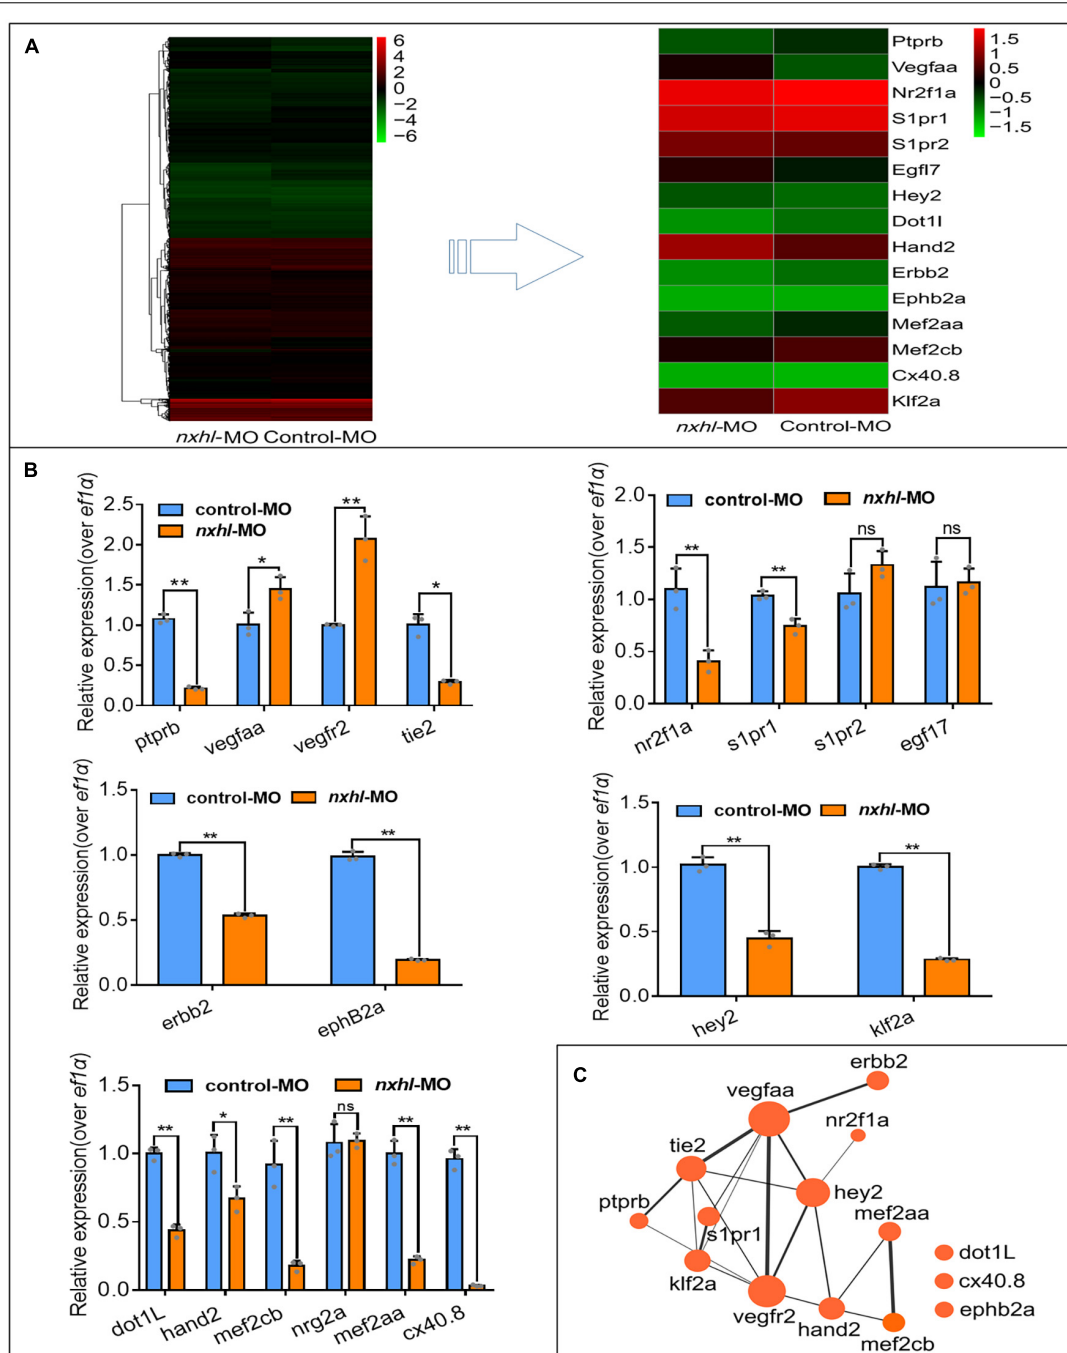 A
6
4
2
0
−2
−4
−6
nxhl-MO Control-MO
Ptprb
Vegfaa
Nr2f1a
S1pr1
S1pr2
Egfl7
Hey2
Dot1l
Hand2
Erbb2
Ephb2a
Mef2aa
Mef2cb
Cx40.8
Klf2a
1.5
1
0.5
0
−0.5
−1
−1.5
nxhl-MO Control-MO
B
Relative expression(over ef1α)
2.5
2.0
1.5
1.0
0.5
0.0
control-MO
nxhl-MO
** * ** *
ptprb vegfaa vegfr2 tie2
Relative expression(over ef1α)
2.0
1.5
1.0
0.5
0.0
control-MO nxhl-MO
** ** ns ns
nr2f1a s1pr1 s1pr2 egf17
Relative expression(over ef1α)
1.5
1.0
0.5
0.0
control-MO nxhl-MO
** **
erbb2 ephB2a
Relative expression(over ef1α)
1.5
1.0
0.5
0.0
control-MO nxhl-MO
** **
hey2 klf2a
Relative expression(over ef1α)
1.5
1.0
0.5
0.0
control-MO nxhl-MO
** * ** ns ** **
dot1L hand2 mef2cb nrg2a mef2aa cx40.8
C
erbb2
vegfaa
nr2f1a
tie2
hey2
ptprb
mef2aa
s1pr1
klf2a
vegfr2
hand2
mef2cb
dot1L
cx40.8
ephb2a